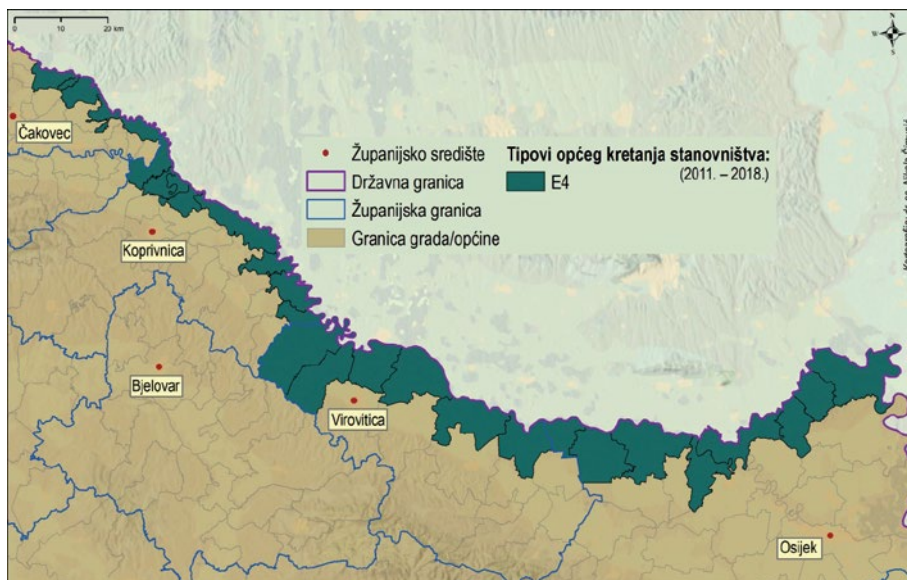 0 10 20 km
N
W E
S
Čakovec
Županijsko središte
Državna granica
Županijska granica
Granica grada/općine
Tipovi općeg kretanja stanovništva:
(2011. – 2018.)
E4
Koprivnica
Bjelovar
Virovitica
Osijek